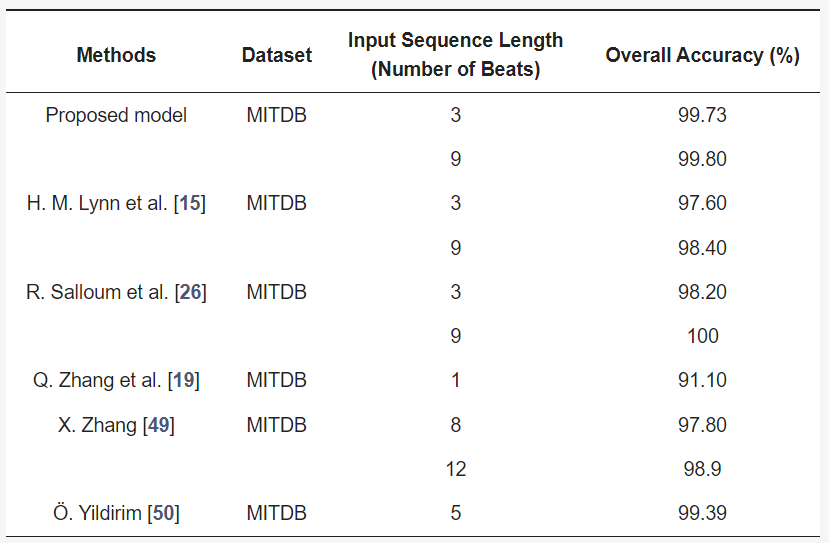 Methods Dataset Input Sequence Length (Number of Beats) Overall Accuracy (%)
Proposed model MITDB 3 99.73
9 99.80
H. M. Lynn et al. [15] MITDB 3 97.60
9 98.40
R. Salloum et al. [26] MITDB 3 98.20
9 100
Q. Zhang et al. [19] MITDB 1 91.10
X. Zhang [49] MITDB 8 97.80
12 98.9
Ö. Yildirim [50] MITDB 5 99.39